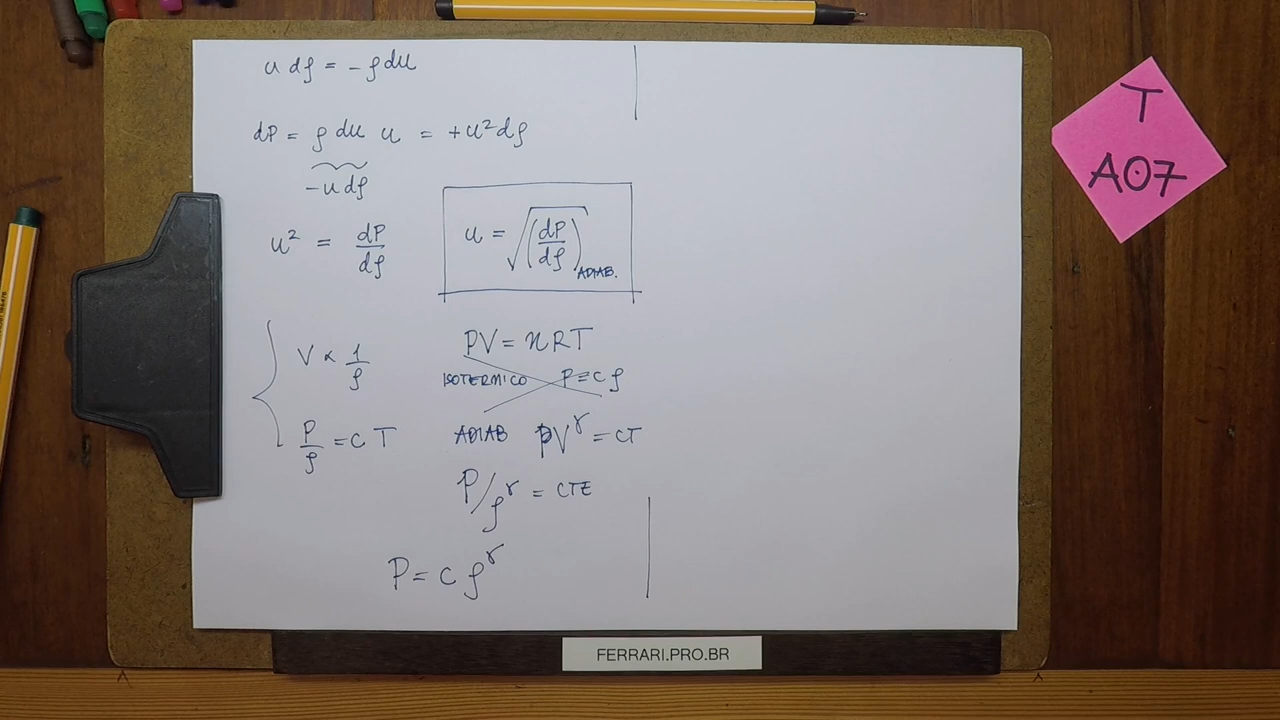 u dρ = - ρ du
dP = ρ du u = + u² dρ
-u dρ
u² = dP/dρ
u = √(dP/dρ) ADIAB.
V ∝ 1/ρ
P/ρ = C T
PV = nRT
ISOTERMICO P = C ρ
ADIAB PV^γ = CT
P/ρ^γ = CTE
P = C ρ^γ
T
A07
FERRARI.PRO.BR